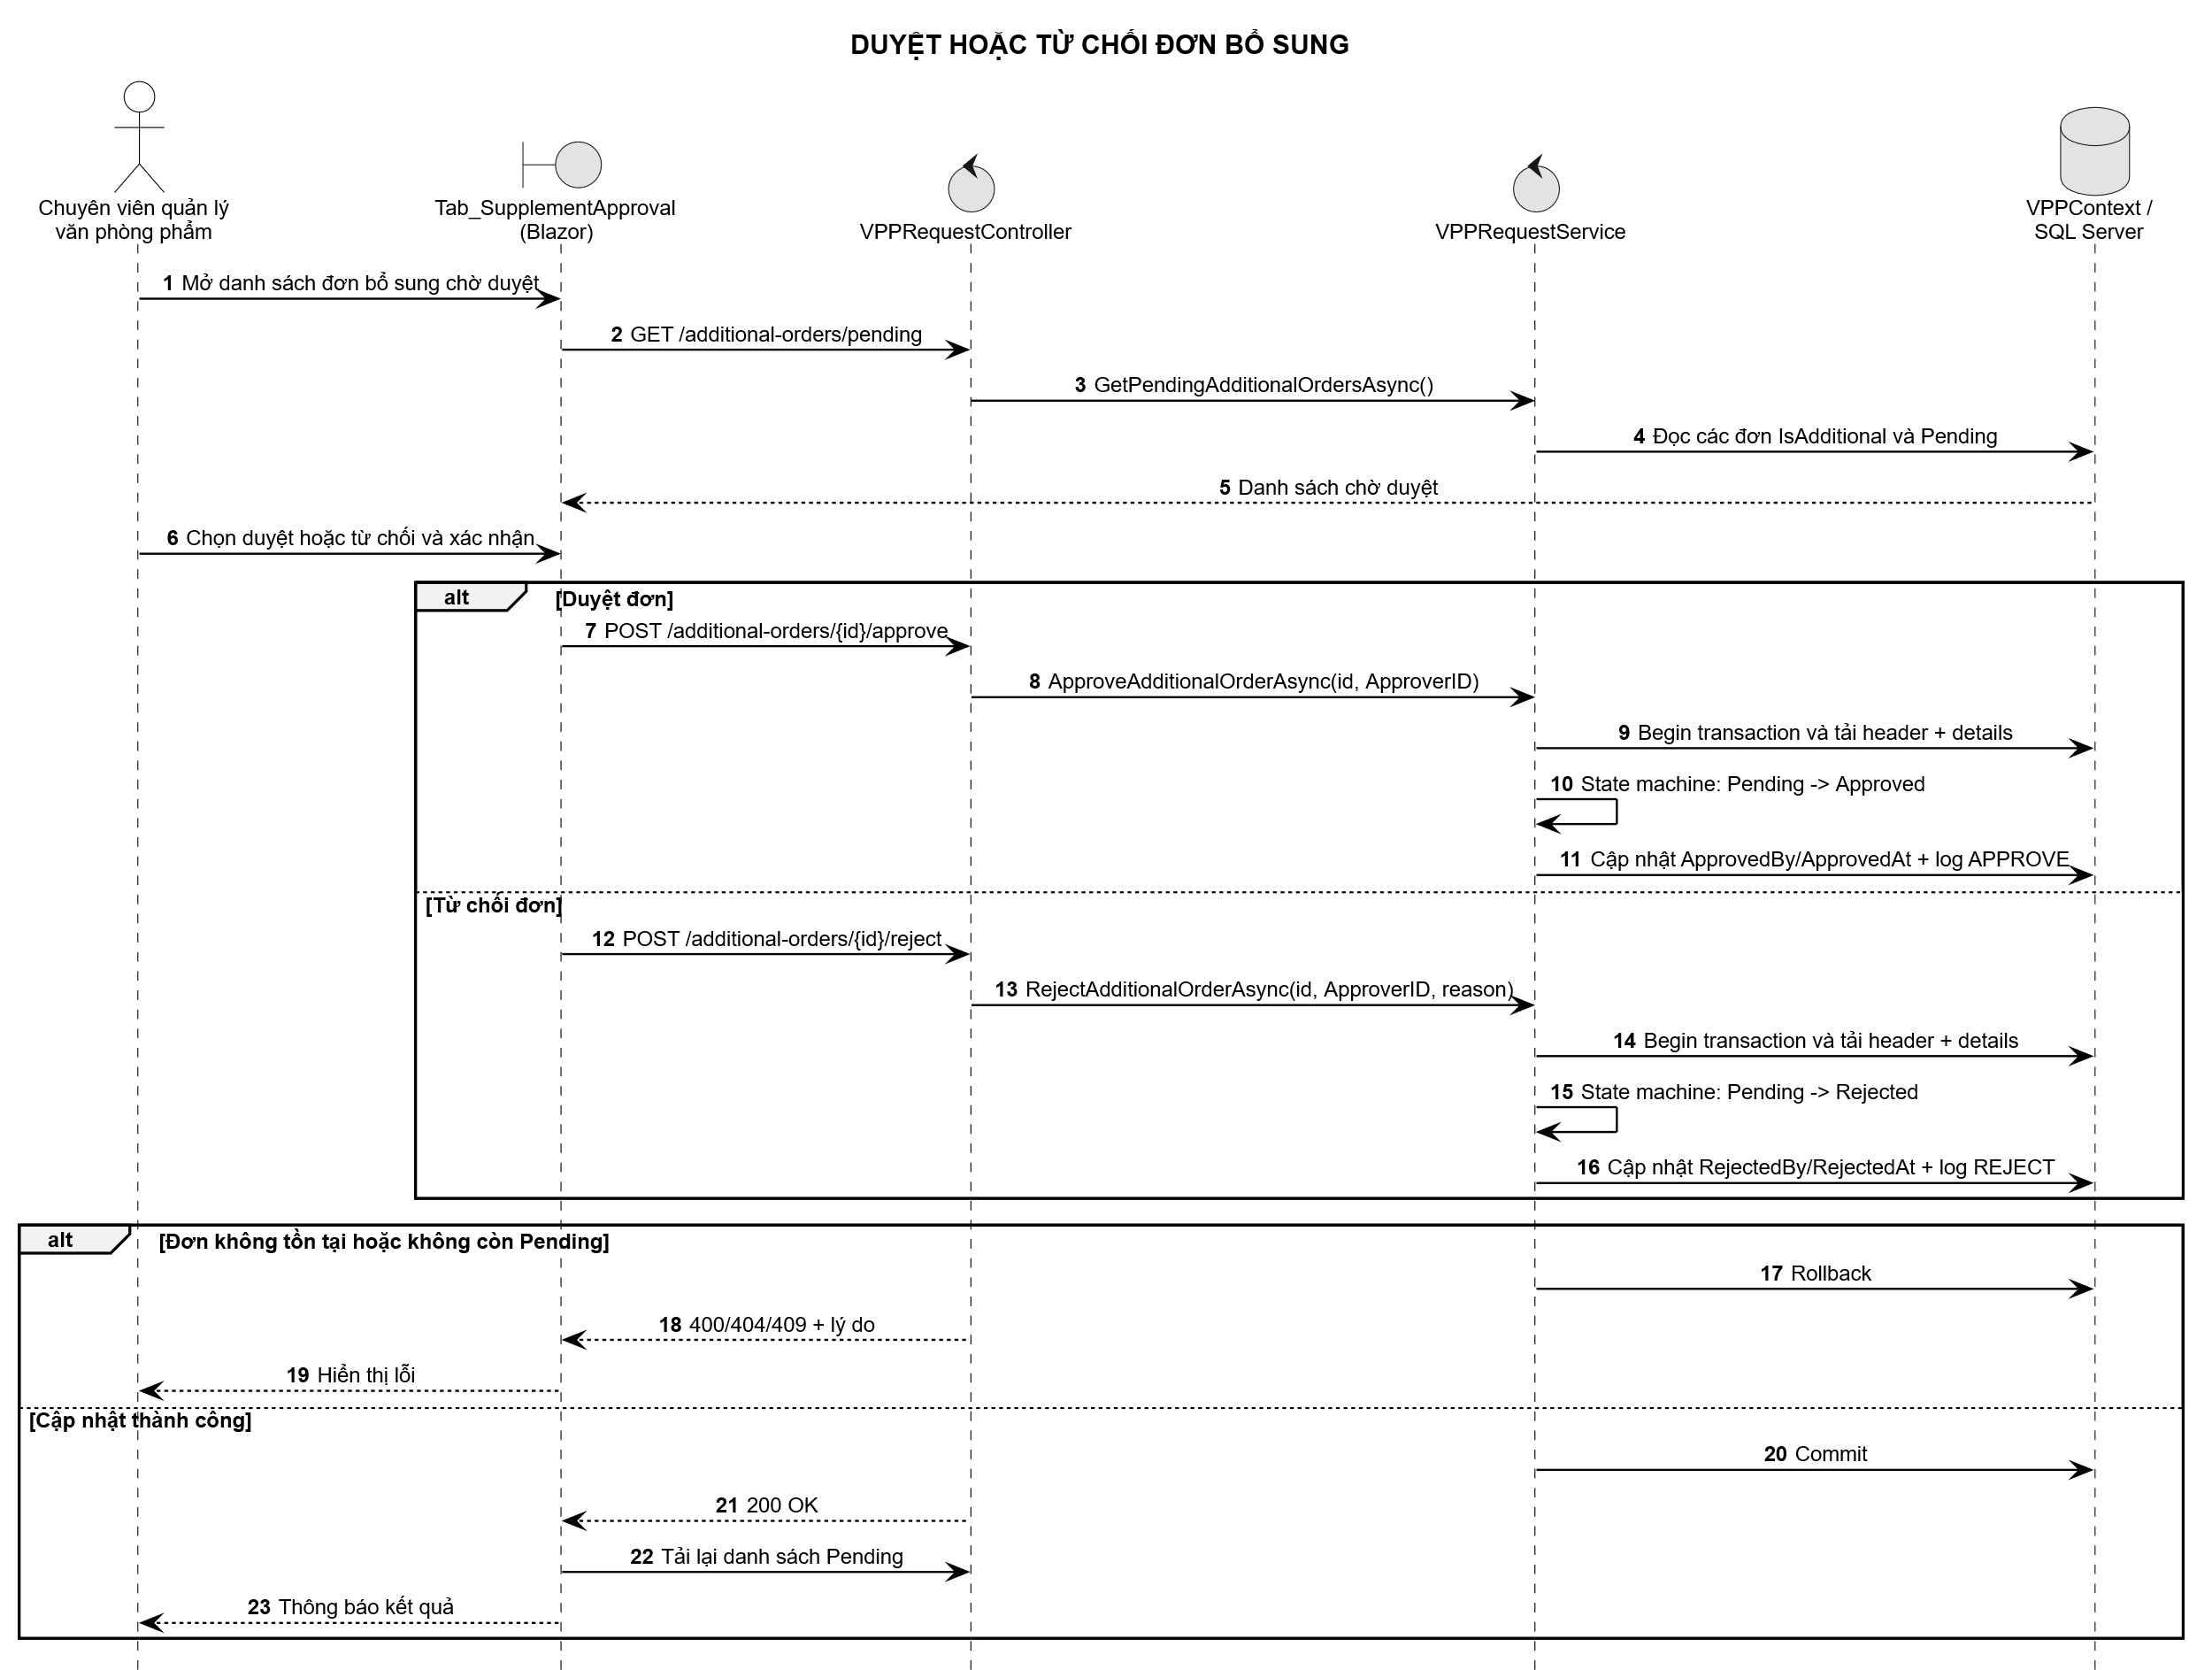 DUYỆT HOẶC TỪ CHỐI ĐƠN BỔ SUNG
Chuyên viên quản lý
văn phòng phẩm
Tab_SupplementApproval
(Blazor)
VPPRequestController
VPPRequestService
VPPContext /
SQL Server
1 Mở danh sách đơn bổ sung chờ duyệt
2 GET /additional-orders/pending
3 GetPendingAdditionalOrdersAsync()
4 Đọc các đơn IsAdditional và Pending
5 Danh sách chờ duyệt
6 Chọn duyệt hoặc từ chối và xác nhận
alt [Duyệt đơn]
7 POST /additional-orders/{id}/approve
8 ApproveAdditionalOrderAsync(id, ApproverID)
9 Begin transaction và tải header + details
10 State machine: Pending -> Approved
11 Cập nhật ApprovedBy/ApprovedAt + log APPROVE
[Từ chối đơn]
12 POST /additional-orders/{id}/reject
13 RejectAdditionalOrderAsync(id, ApproverID, reason)
14 Begin transaction và tải header + details
15 State machine: Pending -> Rejected
16 Cập nhật RejectedBy/RejectedAt + log REJECT
alt [Đơn không tồn tại hoặc không còn Pending]
17 Rollback
18 400/404/409 + lý do
19 Hiển thị lỗi
[Cập nhật thành công]
20 Commit
21 200 OK
22 Tải lại danh sách Pending
23 Thông báo kết quả